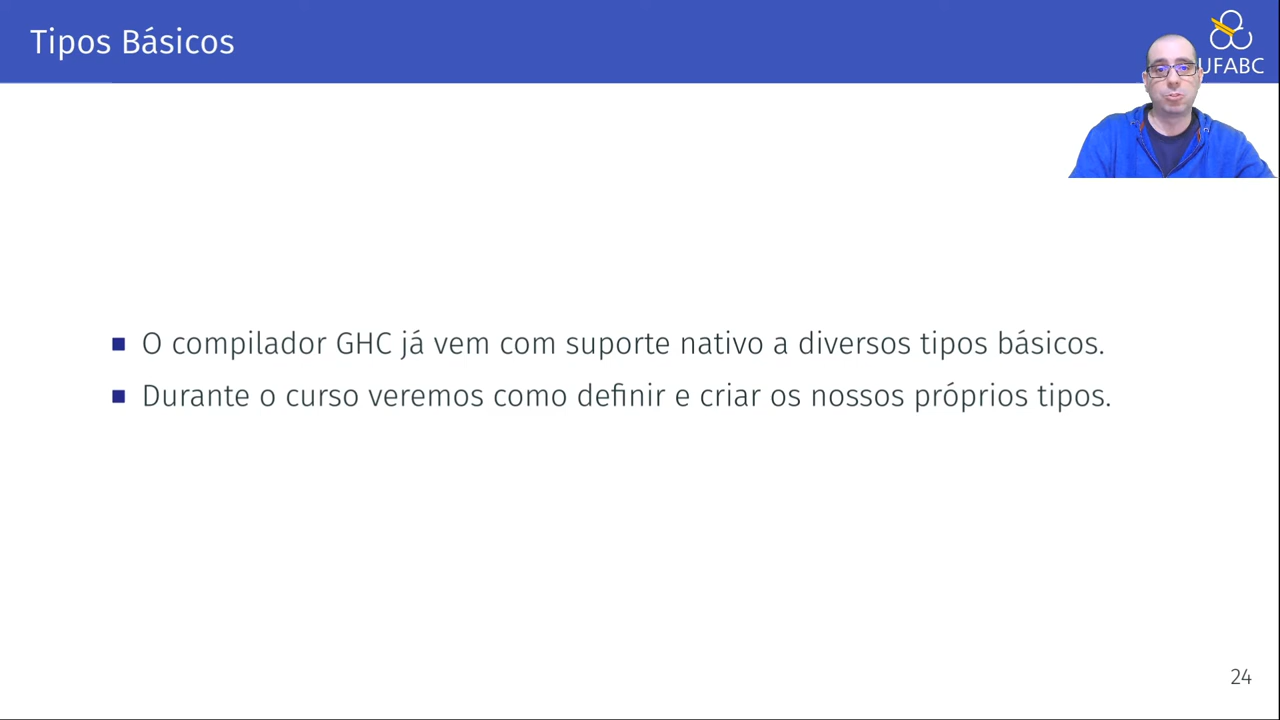 Tipos Básicos
UFABC
O compilador GHC já vem com suporte nativo a diversos tipos básicos.
Durante o curso veremos como definir e criar os nossos próprios tipos.
24